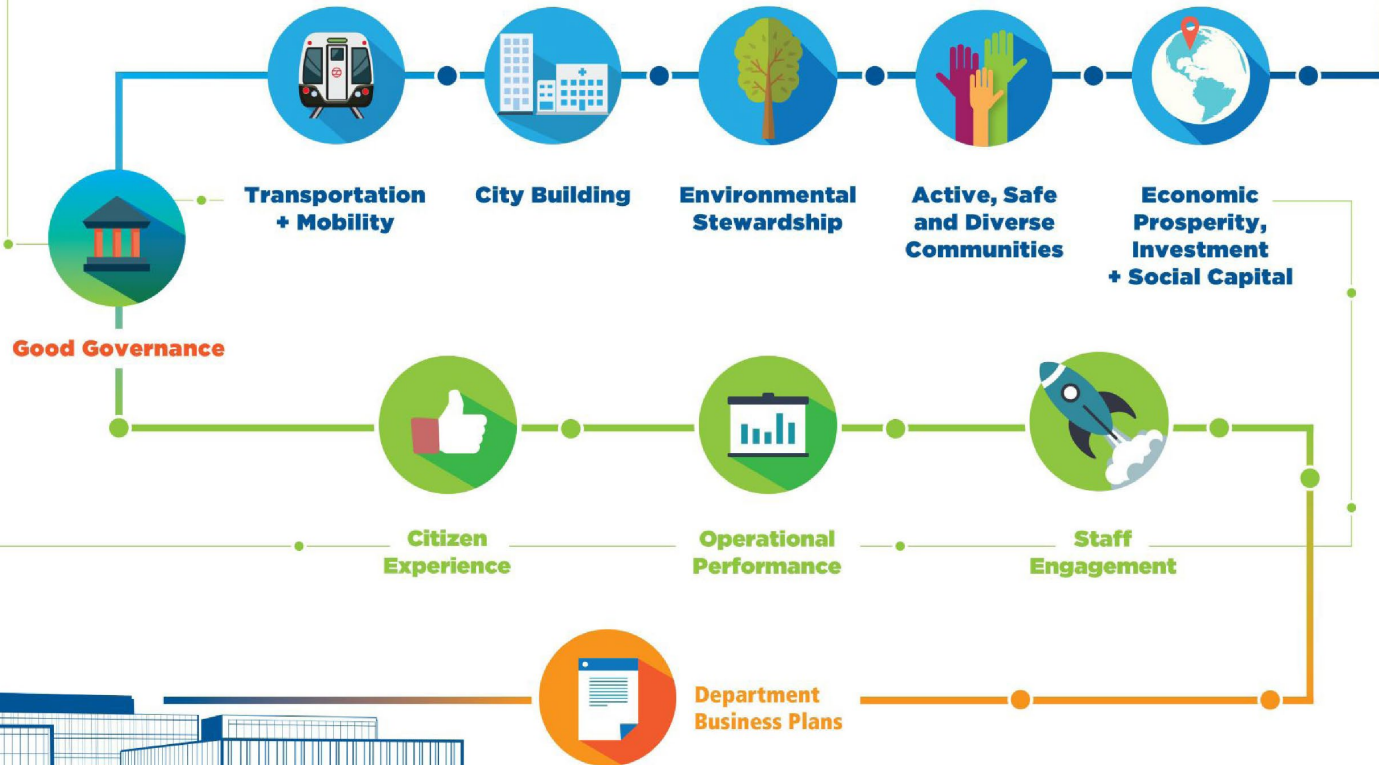 Transportation
+ Mobility
City Building
Environmental
Stewardship
Active, Safe
and Diverse
Communities
Economic
Prosperity,
Investment
+ Social Capital
Good Governance
Citizen
Experience
Operational
Performance
Staff
Engagement
Department
Business Plans